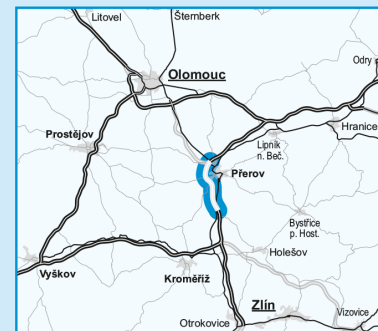 Litovel
Šternberk
Olomouc
Odry
Prostějov
Lipník
n. Beč.
Hranice
Přerov
Bystřice
p. Host.
Holešov
Vyškov
Kroměříž
Zlín
Otrokovice
Vizovice